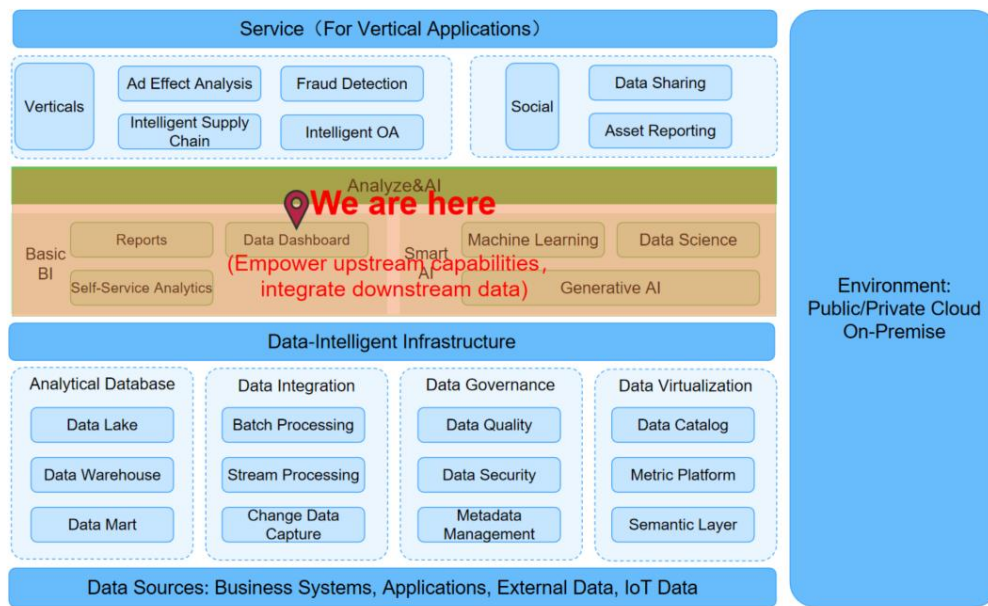 Service（For Vertical Applications）
Verticals
Ad Effect Analysis
Fraud Detection
Intelligent Supply
Chain
Intelligent OA
Social
Data Sharing
Asset Reporting
Analyze&AI
We are here
Basic
BI
Reports
Data Dashboard
Self-Service Analytics
Smart
AI
Machine Learning
Data Science
Generative AI
(Empower upstream capabilities,
integrate downstream data)
Data-Intelligent Infrastructure
Analytical Database
Data Lake
Data Warehouse
Data Mart
Data Integration
Batch Processing
Stream Processing
Change Data
Capture
Data Governance
Data Quality
Data Security
Metadata
Management
Data Virtualization
Data Catalog
Metric Platform
Semantic Layer
Data Sources: Business Systems, Applications, External Data, IoT Data
Environment:
Public/Private Cloud
On-Premise